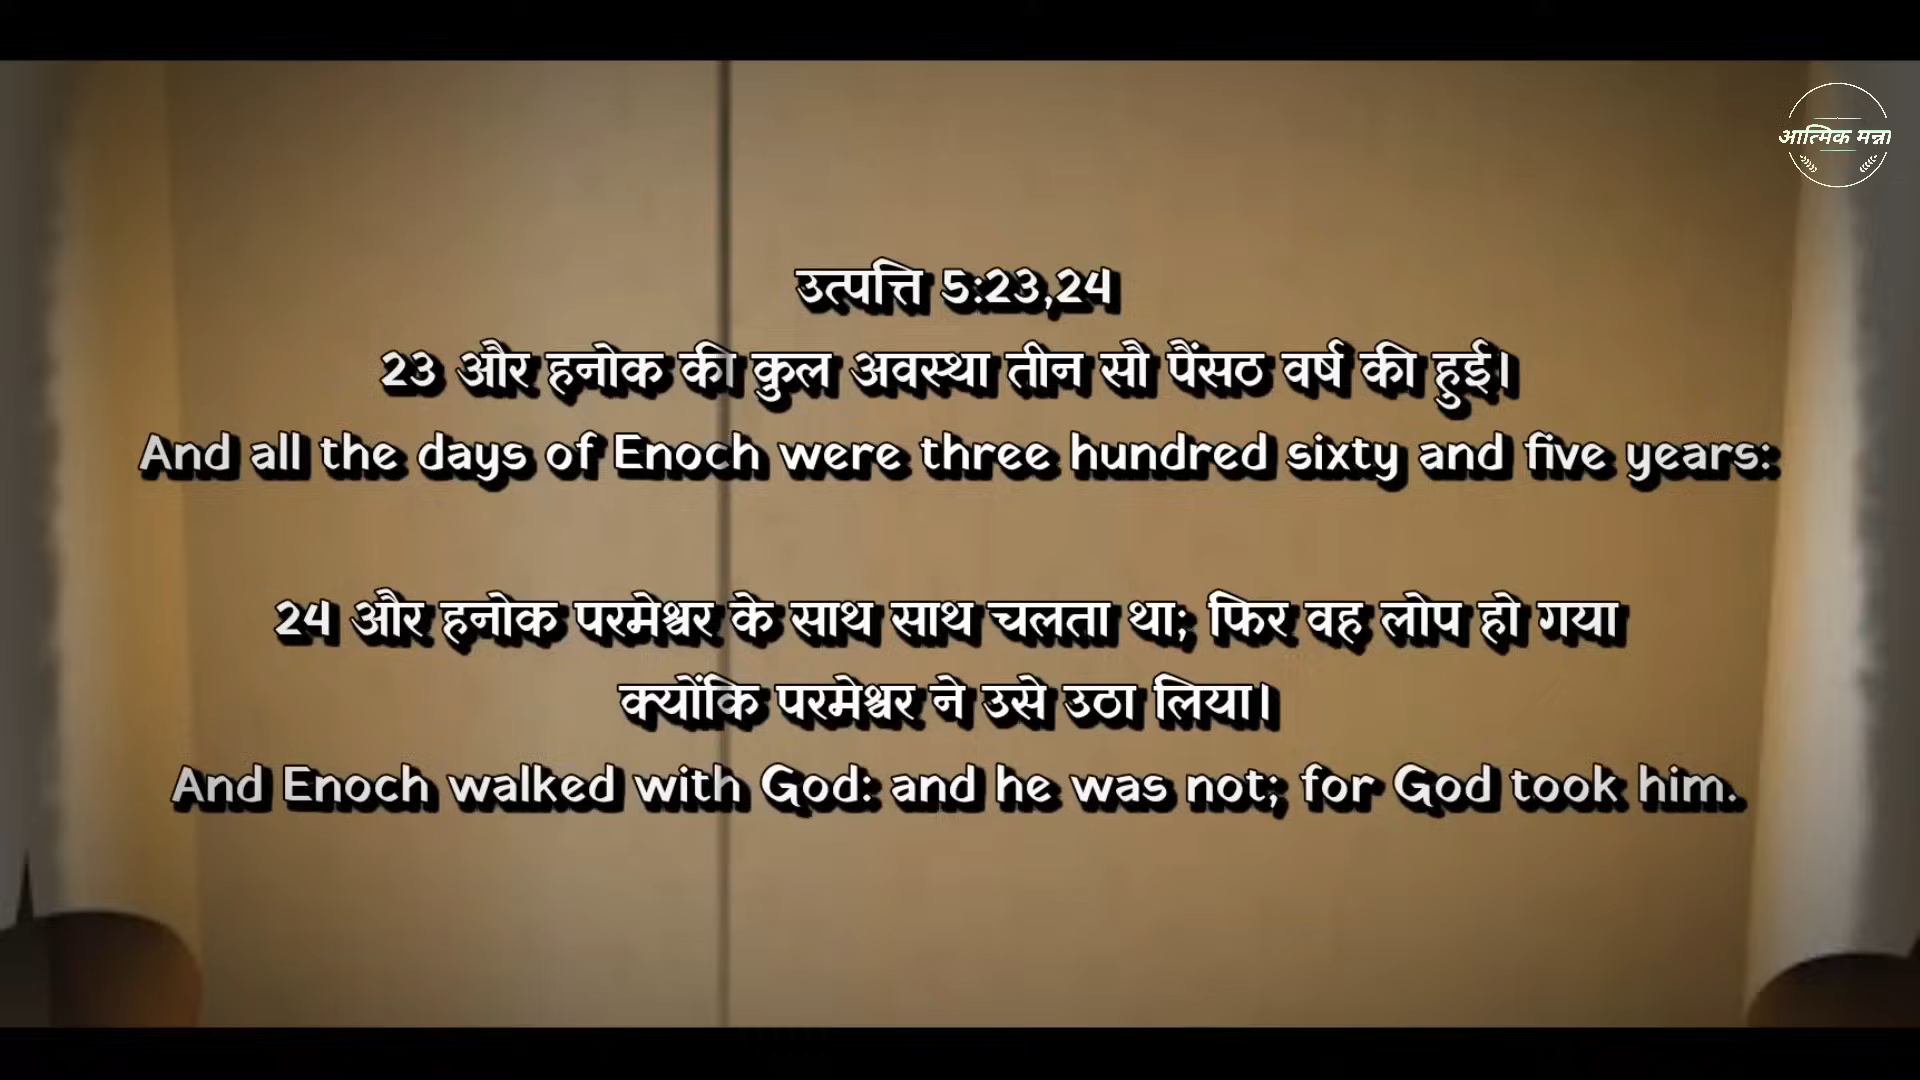 आत्मिक मन्ना
उत्पत्ति 5:23,24
23 और हनोक की कुल अवस्था तीन सौ पैंसठ वर्ष की हुई।
And all the days of Enoch were three hundred sixty and five years:
24 और हनोक परमेश्वर के साथ साथ चलता था; फिर वह लोप हो गया
क्योंकि परमेश्वर ने उसे उठा लिया।
And Enoch walked with God: and he was not; for God took him.